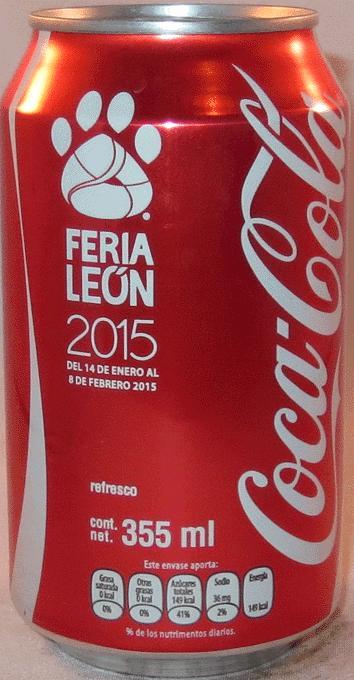 FERIA
LEÓN
2015
DEL 14 DE ENERO AL
8 DE FEBRERO 2015
Coca-Cola
refresco
cont. net. 355 ml
Este envase aporta:
Grasa saturada 0 kcal 0%
Otras grasas 0 kcal 0%
Azúcares totales 149 kcal 41%
Sodio 36 mg 2%
Energía 149 kcal
% de los nutrimentos diarios.